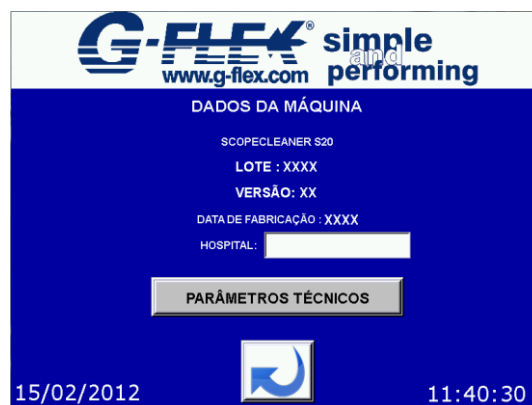 G-FLEX® simple
and
www.g-flex.com performing
DADOS DA MÁQUINA
SCOPECLEANER S20
LOTE : XXXX
VERSÃO: XX
DATA DE FABRICAÇÃO : XXXX
HOSPITAL:
PARÂMETROS TÉCNICOS
15/02/2012 11:40:30